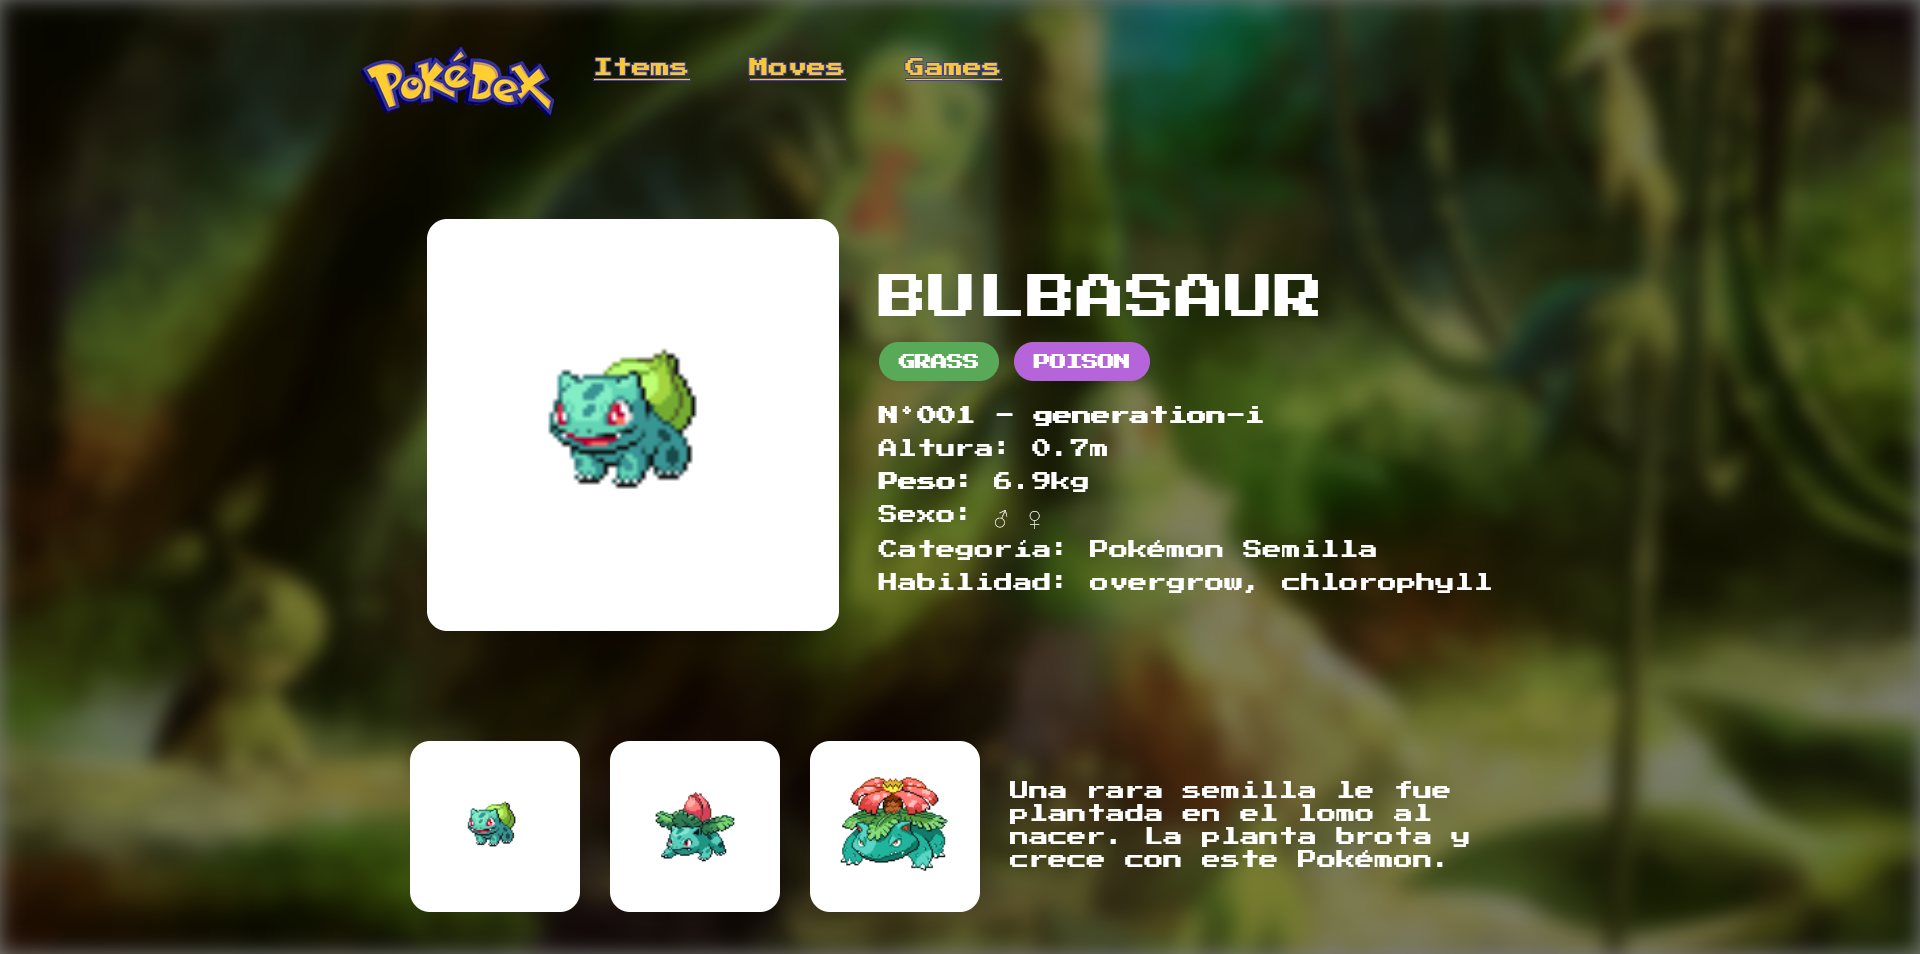 PokéDex
Items
Moves
Games
BULBASAUR
GRASS
POISON
N°001 - generation-i
Altura: 0.7m
Peso: 6.9kg
Sexo: ♂ ♀
Categoría: Pokémon Semilla
Habilidad: overgrow, chlorophyll
Una rara semilla le fue
plantada en el lomo al
nacer. La planta brota y
crece con este Pokémon.